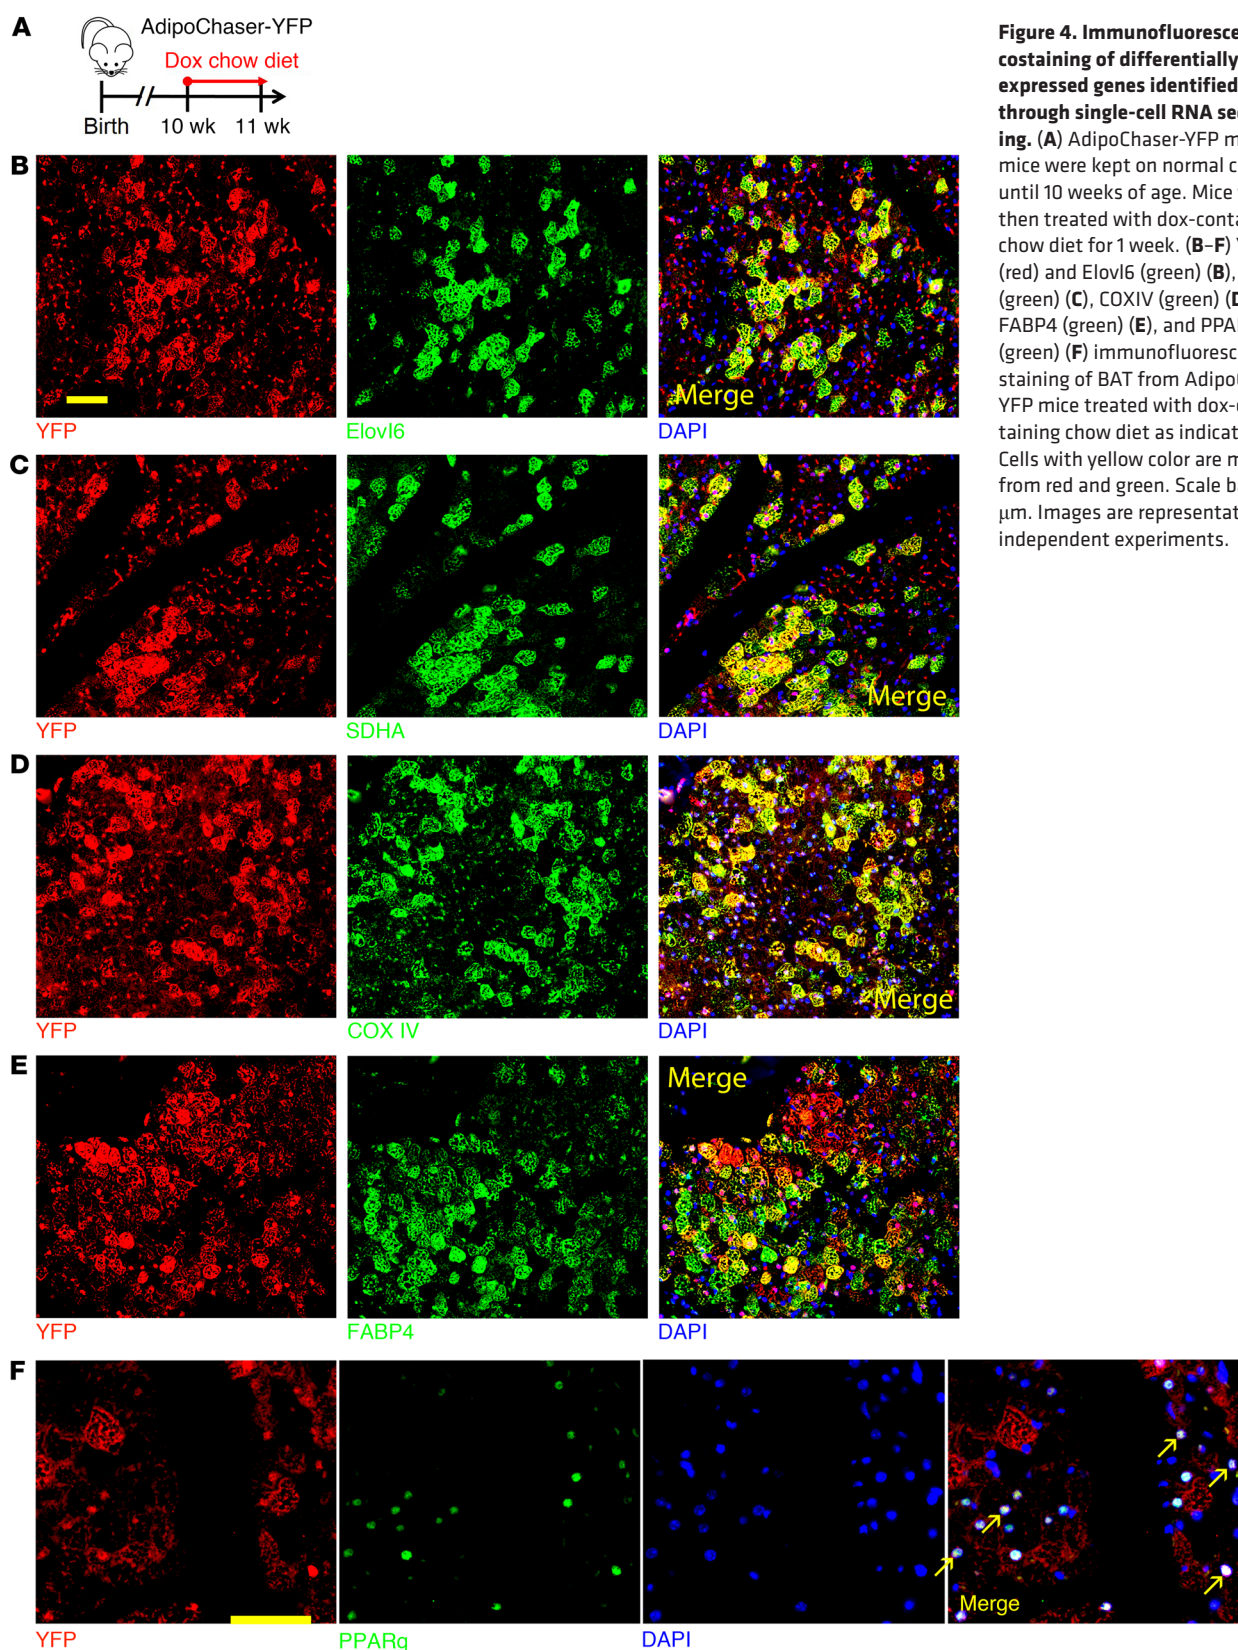 A
AdipoChaser-YFP
Dox chow diet
Birth
10 wk
11 wk
B
Merge
YFP
Elovl6
DAPI
C
Merge
YFP
SDHA
DAPI
D
Merge
YFP
COX IV
DAPI
E
Merge
YFP
FABP4
DAPI
F
Merge
YFP
PPARg
DAPI
Figure 4. Immunofluoresce
costaining of differentially
expressed genes identified
through single-cell RNA se
ing. (A) AdipoChaser-YFP m
mice were kept on normal c
until 10 weeks of age. Mice
then treated with dox-conta
chow diet for 1 week. (B–F)
(red) and Elovl6 (green) (B),
(green) (C), COXIV (green) (D
FABP4 (green) (E), and PPA
(green) (F) immunofluoresc
staining of BAT from Adipo
YFP mice treated with dox-c
taining chow diet as indicat
Cells with yellow color are m
from red and green. Scale b
μm. Images are representat
independent experiments.